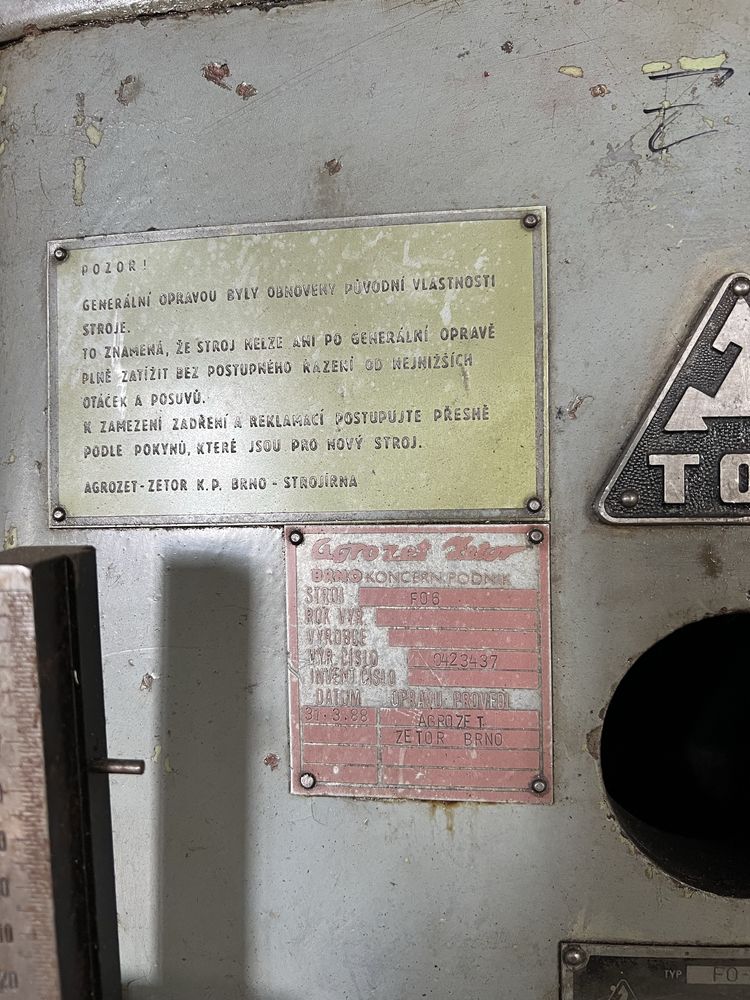 POZOR!
GENERÁLNÍ OPRAVOU BYLY OBNOVENY PŮVODNÍ VLASTNOSTI
STROJE.
TO ZNAMENÁ, ŽE STROJ NELZE ANI PO GENERÁLNÍ OPRAVĚ
PLNĚ ZATÍŽIT BEZ POSTUPNÉHO ŘAZENÍ OD NEJNIŽŠÍCH
OTÁČEK A POSUVŮ.
K ZAMEZENÍ ZADŘENÍ A REKLAMACÍ POSTUPUJTE PŘESNĚ
PODLE POKYNŮ, KTERÉ JSOU PRO NOVÝ STROJ.
AGROZET-ZETOR K.P. BRNO - STROJÍRNA
TO
Agrozet Zetor
BRNO KONCERN.PODNIK
STROJ F06
ROK VÝR.
VÝROBCE
VÝR. ČÍSLO 0423437
INVENT. ČÍSLO
DATUM OPRAVU PROVEDL
31.3.88 AGROZET
ZETOR BRNO
TYP FO-